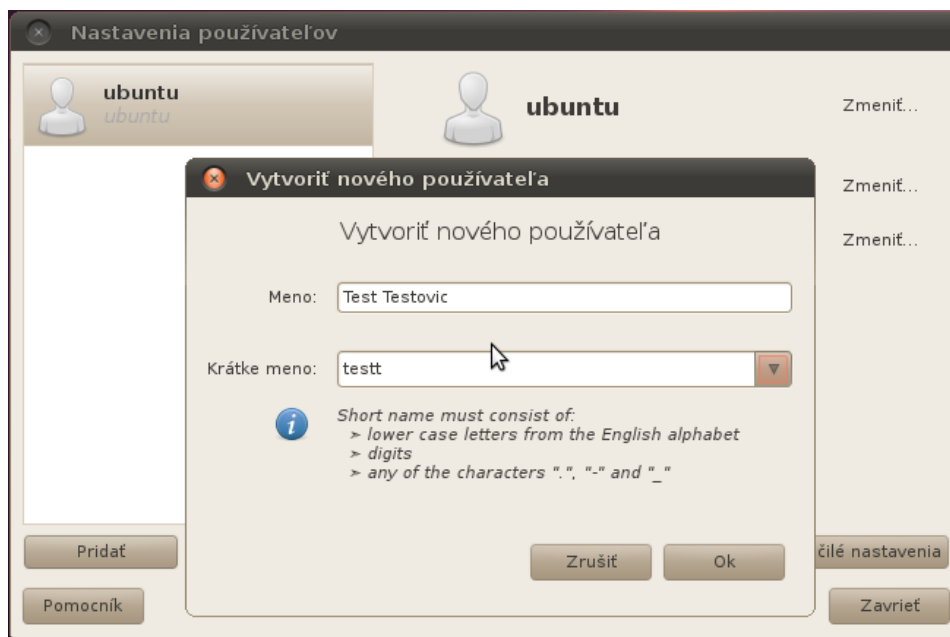 Nastavenia používateľov
ubuntu
ubuntu
ubuntu
Zmeniť...
Zmeniť...
Zmeniť...
Vytvoriť nového používateľa
Vytvoriť nového používateľa
Meno: Test Testovic
Krátke meno: testt
Short name must consist of:
➣ lower case letters from the English alphabet
➣ digits
➣ any of the characters ".", "-" and "_"
Zrušiť Ok
Pridať
čilé nastavenia
Pomocník
Zavrieť